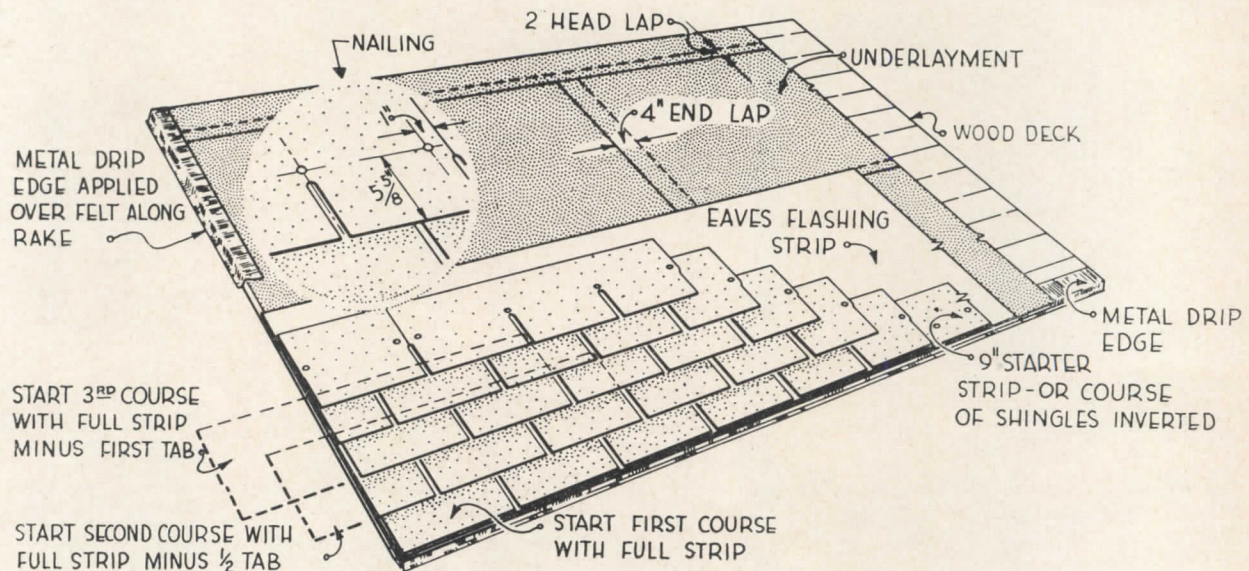 2" HEAD LAP
NAILING
UNDERLAYMENT
1"
4" END LAP
WOOD DECK
5 5/8"
METAL DRIP
EDGE APPLIED
OVER FELT ALONG
RAKE
EAVES FLASHING
STRIP
METAL DRIP
EDGE
9" STARTER
STRIP-OR COURSE
OF SHINGLES INVERTED
START 3RD COURSE
WITH FULL STRIP
MINUS FIRST TAB
START SECOND COURSE WITH
FULL STRIP MINUS ½ TAB
START FIRST COURSE
WITH FULL STRIP